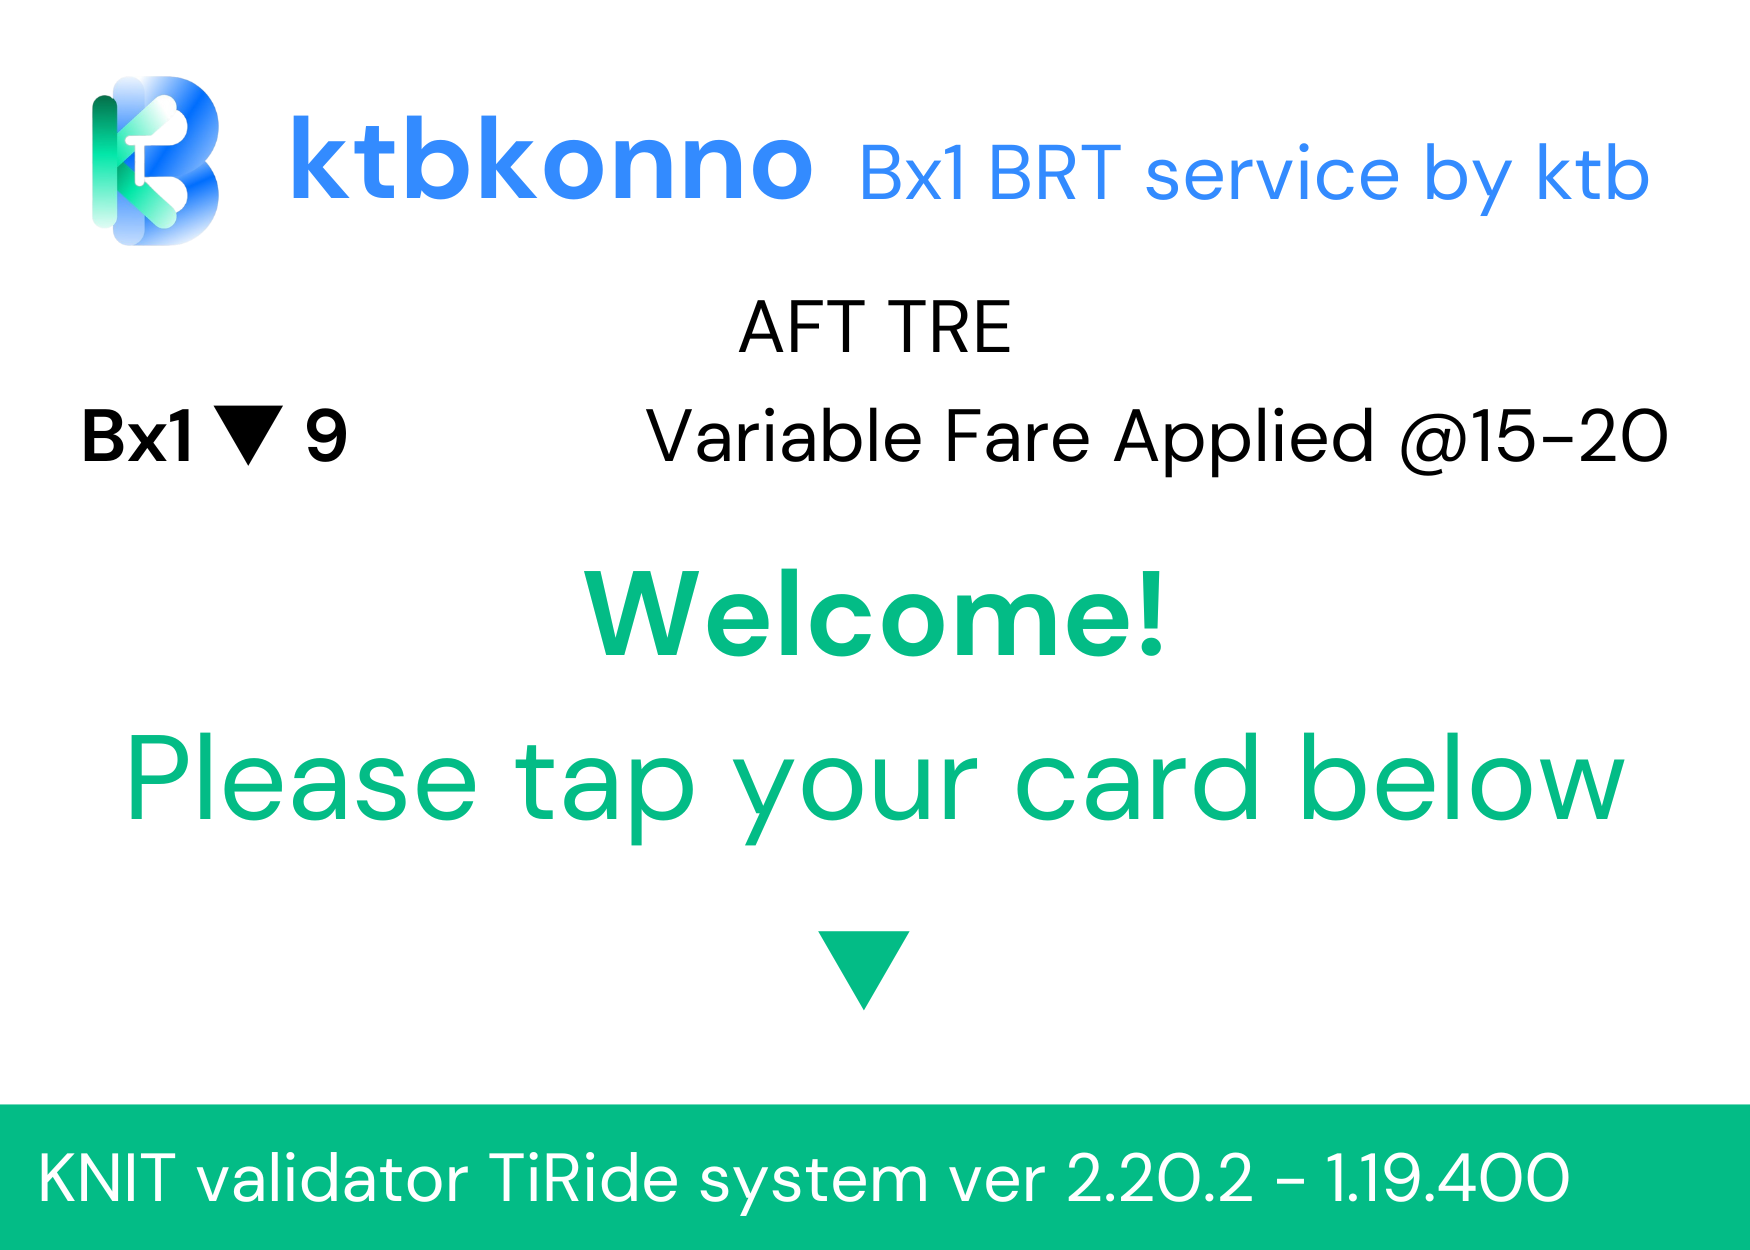 ktbkonno Bx1 BRT service by ktb
AFT TRE
Bx1 ▼ 9 Variable Fare Applied @15-20
Welcome!
Please tap your card below
▼
KNIT validator TiRide system ver 2.20.2 - 1.19.400